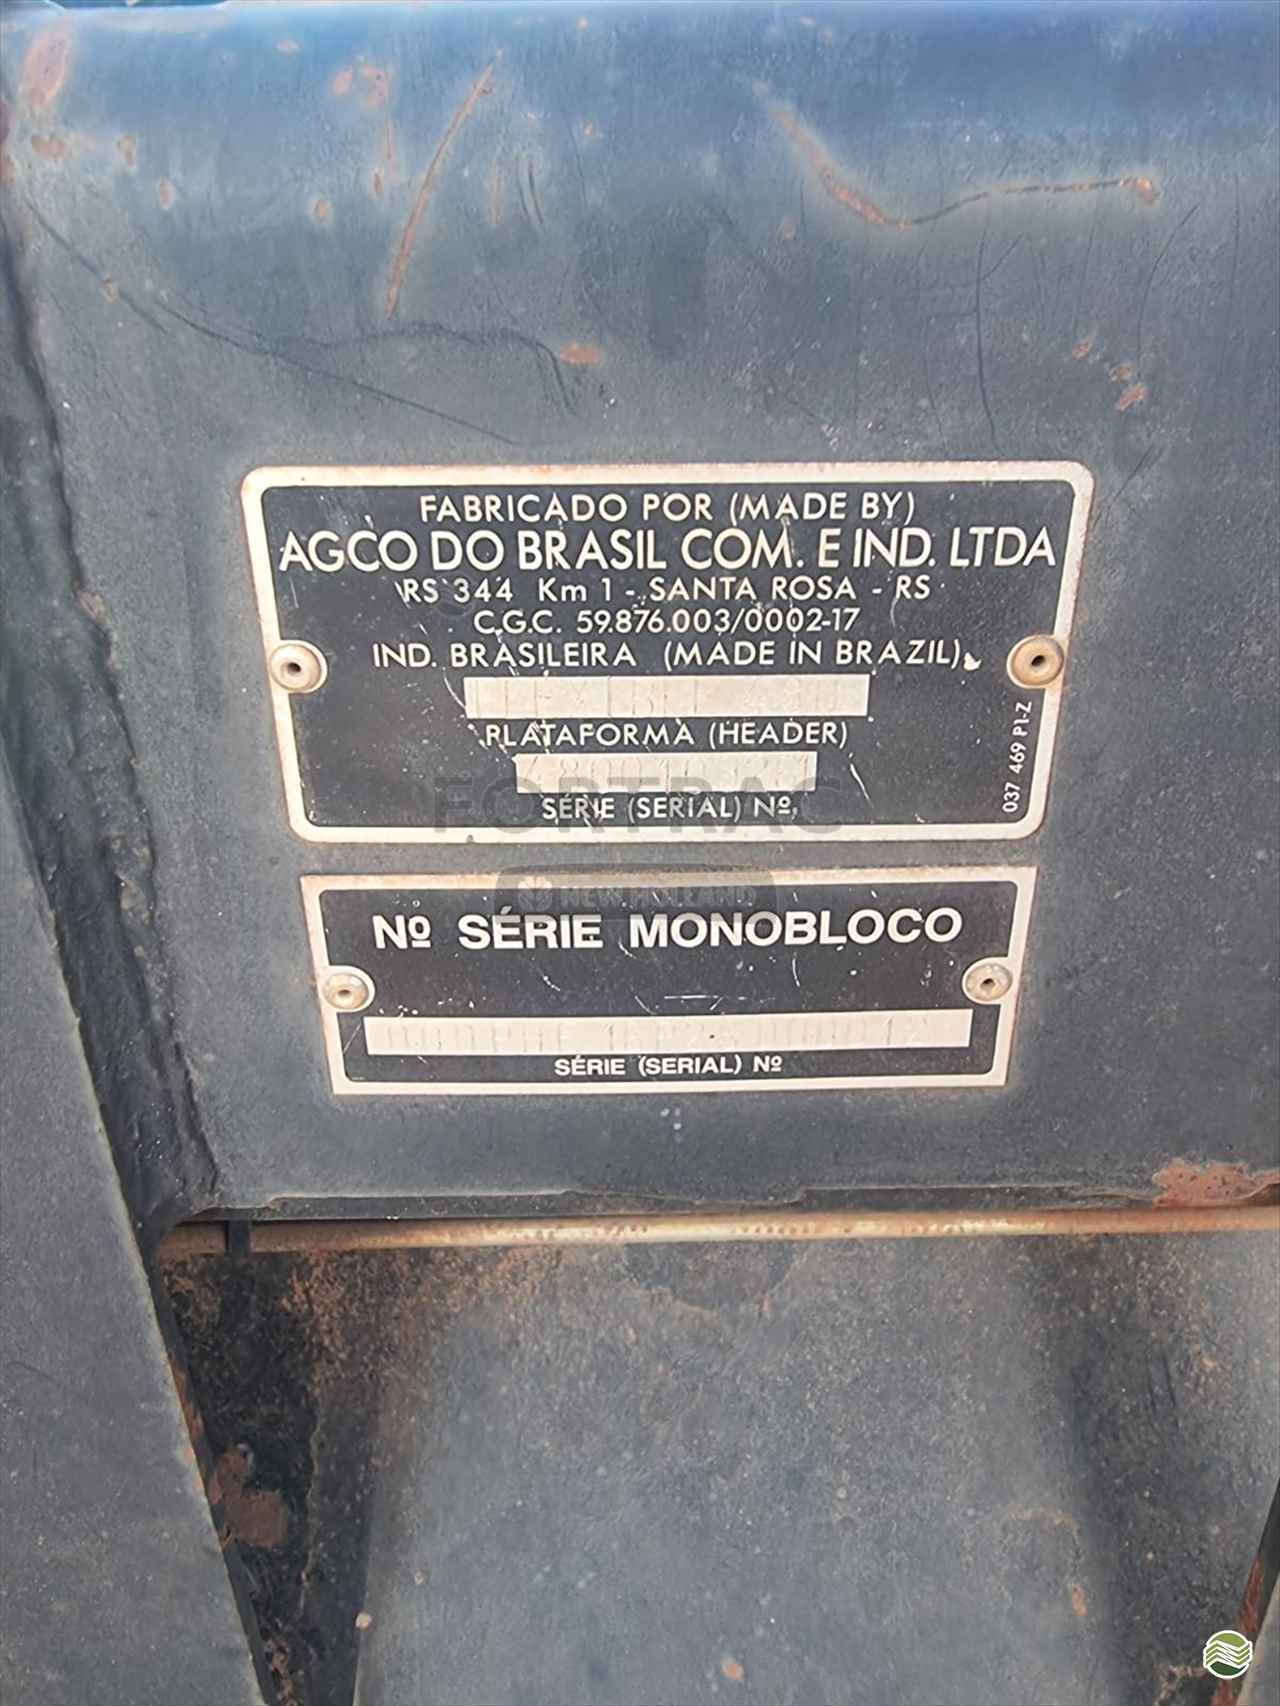 FABRICADO POR (MADE BY)
AGCO DO BRASIL COM. E IND. LTDA
RS 344 Km 1 - SANTA ROSA - RS
C.G.C. 59.876.003/0002-17
IND. BRASILEIRA (MADE IN BRAZIL)
PLATAFORMA (HEADER)
SÉRIE (SERIAL) Nº
037 469 P1-Z
FORTRAC
NEW HOLLAND
Nº SÉRIE MONOBLOCO
SÉRIE (SERIAL) Nº